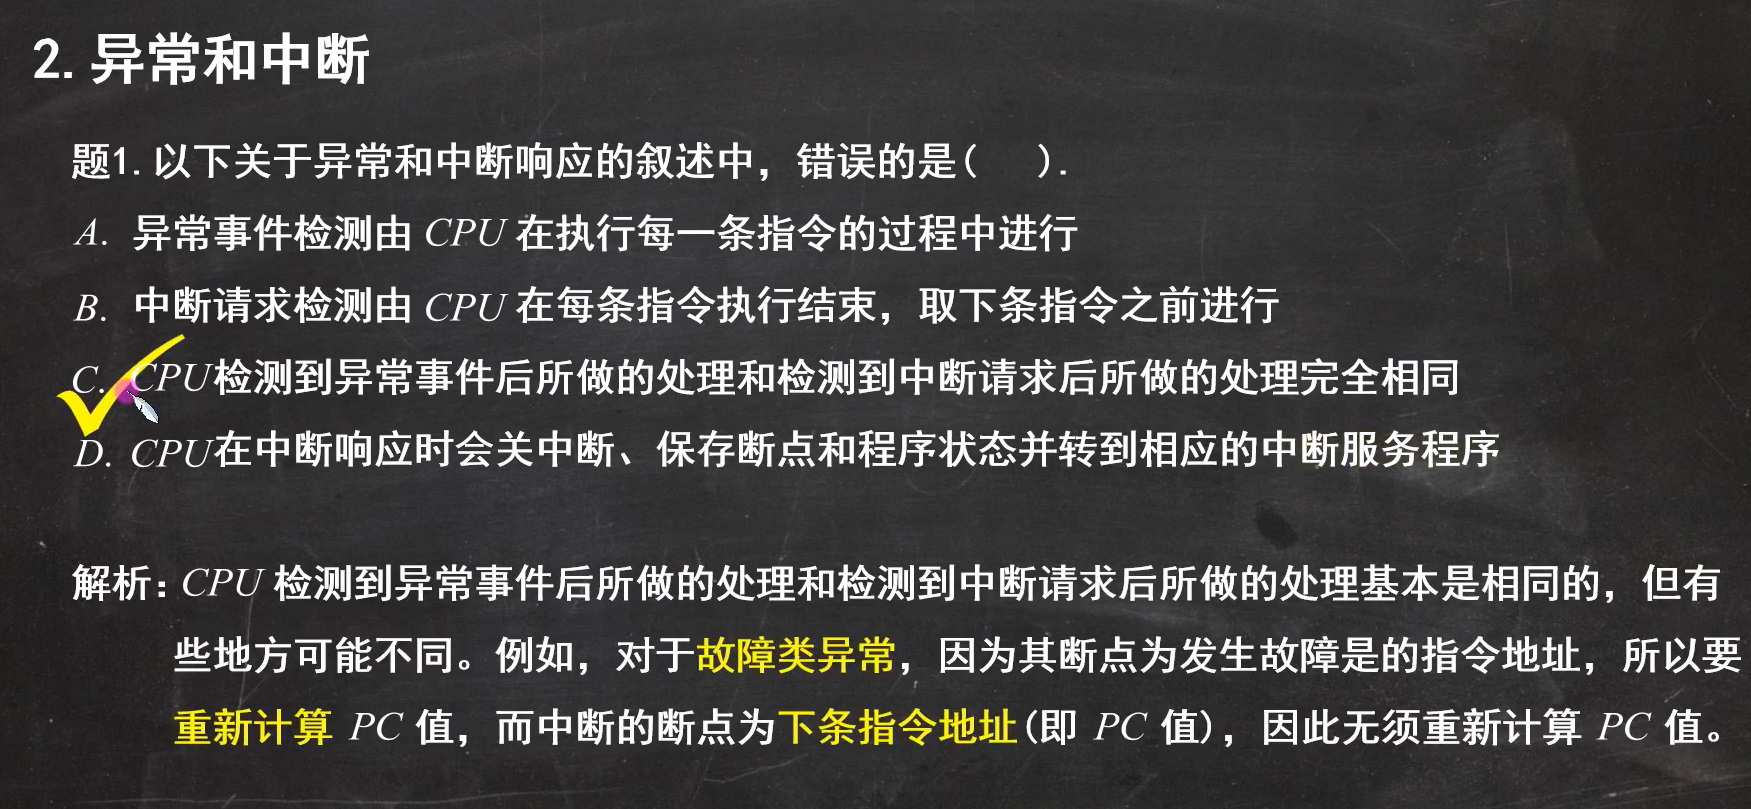 2. 异常和中断
题1. 以下关于异常和中断响应的叙述中，错误的是(    ).
A. 异常事件检测由 CPU 在执行每一条指令的过程中进行
B. 中断请求检测由 CPU 在每条指令执行结束，取下条指令之前进行
C. CPU检测到异常事件后所做的处理和检测到中断请求后所做的处理完全相同
D. CPU在中断响应时会关中断、保存断点和程序状态并转到相应的中断服务程序
解析：CPU 检测到异常事件后所做的处理和检测到中断请求后所做的处理基本是相同的，但有
些地方可能不同。例如，对于故障类异常，因为其断点为发生故障是的指令地址，所以要
重新计算 PC 值，而中断的断点为下条指令地址(即 PC 值)，因此无须重新计算 PC 值。